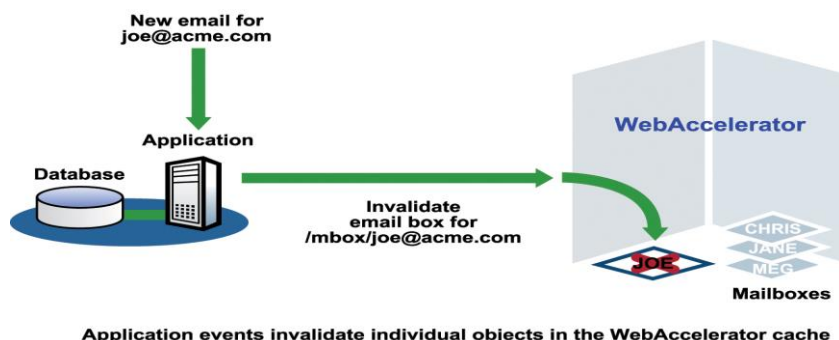 New email for
joe@acme.com
Application
Database
Invalidate
email box for
/mbox/joe@acme.com
WebAccelerator
JOE
CHRIS
JANE
MEG
Mailboxes
Application events invalidate individual objects in the WebAccelerator cache